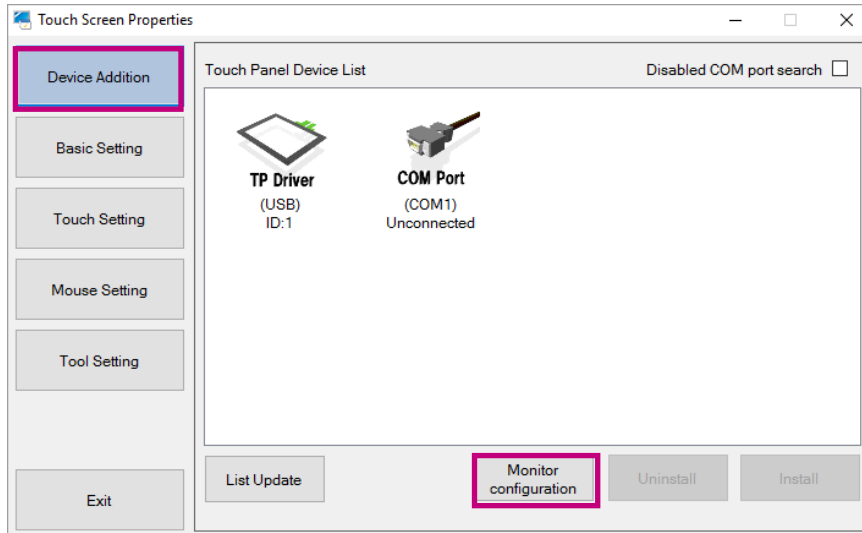 Touch Screen Properties
Device Addition
Basic Setting
Touch Setting
Mouse Setting
Tool Setting
Exit
Touch Panel Device List
Disabled COM port search
TP Driver
(USB)
ID:1
COM Port
(COM1)
Unconnected
List Update
Monitor
configuration
Uninstall
Install